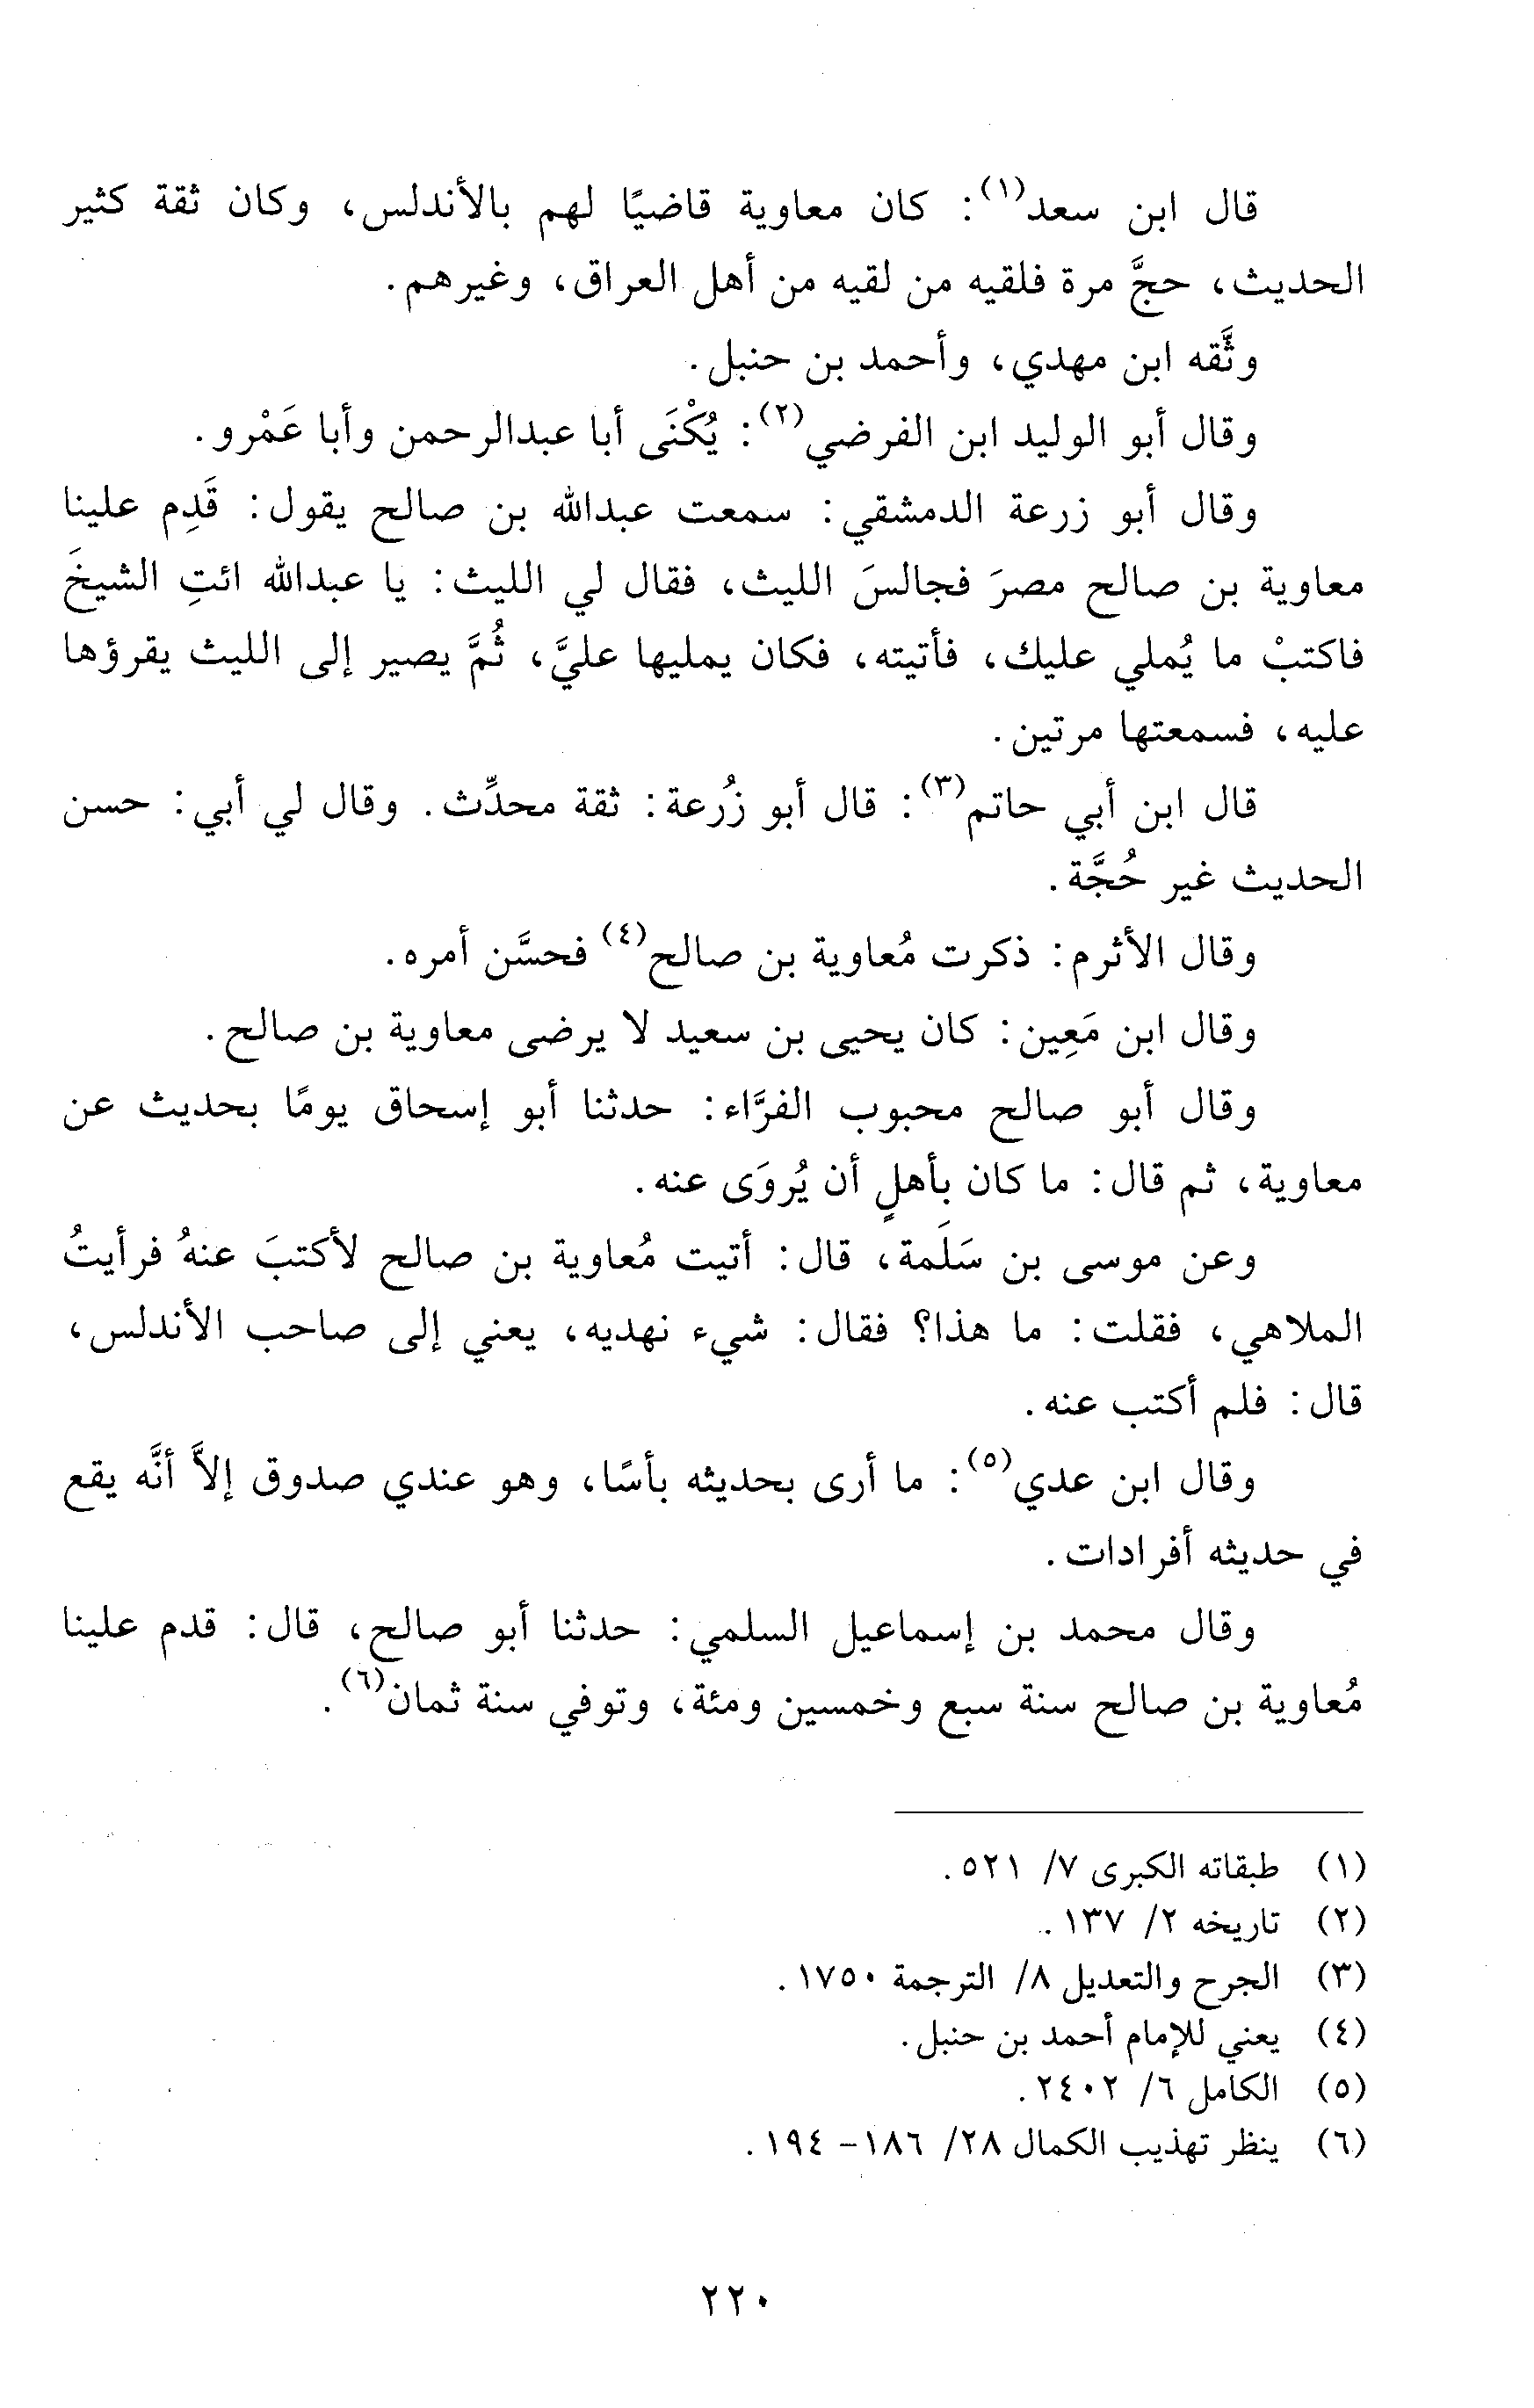 قال ابن سعد(١): كان معاوية قاضيًا لهم بالأندلس، وكان ثقة كثير
الحديث، حجَّ مرة فلقيه من لقيه من أهل العراق، وغيرهم.
وثَّقه ابن مهدي، وأحمد بن حنبل.
وقال أبو الوليد ابن الفرضي(٢): يُكْنَى أبا عبدالرحمن وأبا عَمْرو.
وقال أبو زرعة الدمشقي: سمعت عبدالله بن صالح يقول: قَدِم علينا
معاوية بن صالح مصرَ فجالسَ الليث، فقال لي الليث: يا عبدالله ائتِ الشيخَ
فاكتبْ ما يُملي عليك، فأتيته، فكان يمليها عليَّ، ثُمَّ يصير إلى الليث يقرؤها
عليه، فسمعتها مرتين.
قال ابن أبي حاتم(٣): قال أبو زُرعة: ثقة محدِّث. وقال لي أبي: حسن
الحديث غير حُجَّة.
وقال الأثرم: ذكرت مُعاوية بن صالح(٤) فحسَّن أمره.
وقال ابن مَعِين: كان يحيى بن سعيد لا يرضى معاوية بن صالح.
وقال أبو صالح محبوب الفرَّاء: حدثنا أبو إسحاق يومًا بحديث عن
معاوية، ثم قال: ما كان بأهلٍ أن يُروَى عنه.
وعن موسى بن سَلَمة، قال: أتيت مُعاوية بن صالح لأكتبَ عنهُ فرأيتُ
الملاهي، فقلت: ما هذا؟ فقال: شيء نهديه، يعني إلى صاحب الأندلس،
قال: فلم أكتب عنه.
وقال ابن عدي(٥): ما أرى بحديثه بأسًا، وهو عندي صدوق إلاَّ أنَّه يقع
في حديثه أفرادات.
وقال محمد بن إسماعيل السلمي: حدثنا أبو صالح، قال: قدم علينا
مُعاوية بن صالح سنة سبع وخمسين ومئة، وتوفي سنة ثمان(٦).
(١) طبقاته الكبرى ٧/ ٥٢١.
(٢) تاريخه ٢/ ١٣٧.
(٣) الجرح والتعديل ٨/ الترجمة ١٧٥٠.
(٤) يعني للإمام أحمد بن حنبل.
(٥) الكامل ٦/ ٢٤٠٢.
(٦) ينظر تهذيب الكمال ٢٨/ ١٨٦- ١٩٤.
٢٢٠